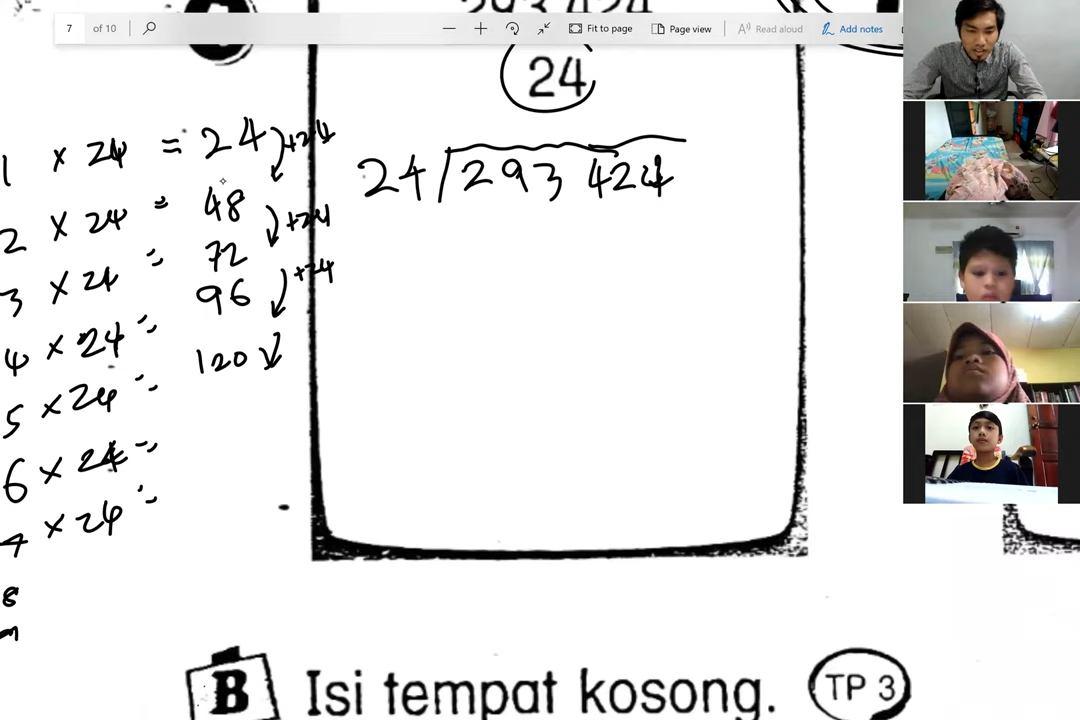 7 of 10 Fit to page Page view Read aloud Add notes
293 424
24
24 293 424
1 × 24 = 24 +24
2 × 24 = 48 +24
3 × 24 = 72 +24
4 × 24 = 96
5 × 24 = 120
6 × 24 =
7 × 24 =
8
B Isi tempat kosong. TP 3